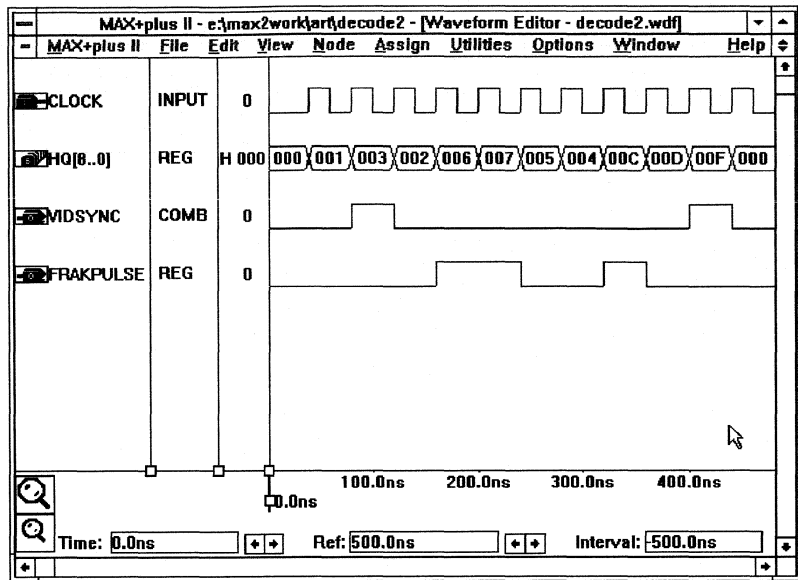 MAX+plus II - e:\max2work\art\decode2 - [Waveform Editor - decode2.wdf]
MAX+plus II File Edit View Node Assign Utilities Options Window Help
CLOCK INPUT 0
HQ[8..0] REG H 000 000 001 003 002 006 007 005 004 00C 00D 00F 000
VIDSYNC COMB 0
FRAKPULSE REG 0
100.0ns 200.0ns 300.0ns 400.0ns
0.0ns
Time: 0.0ns Ref: 500.0ns Interval: -500.0ns